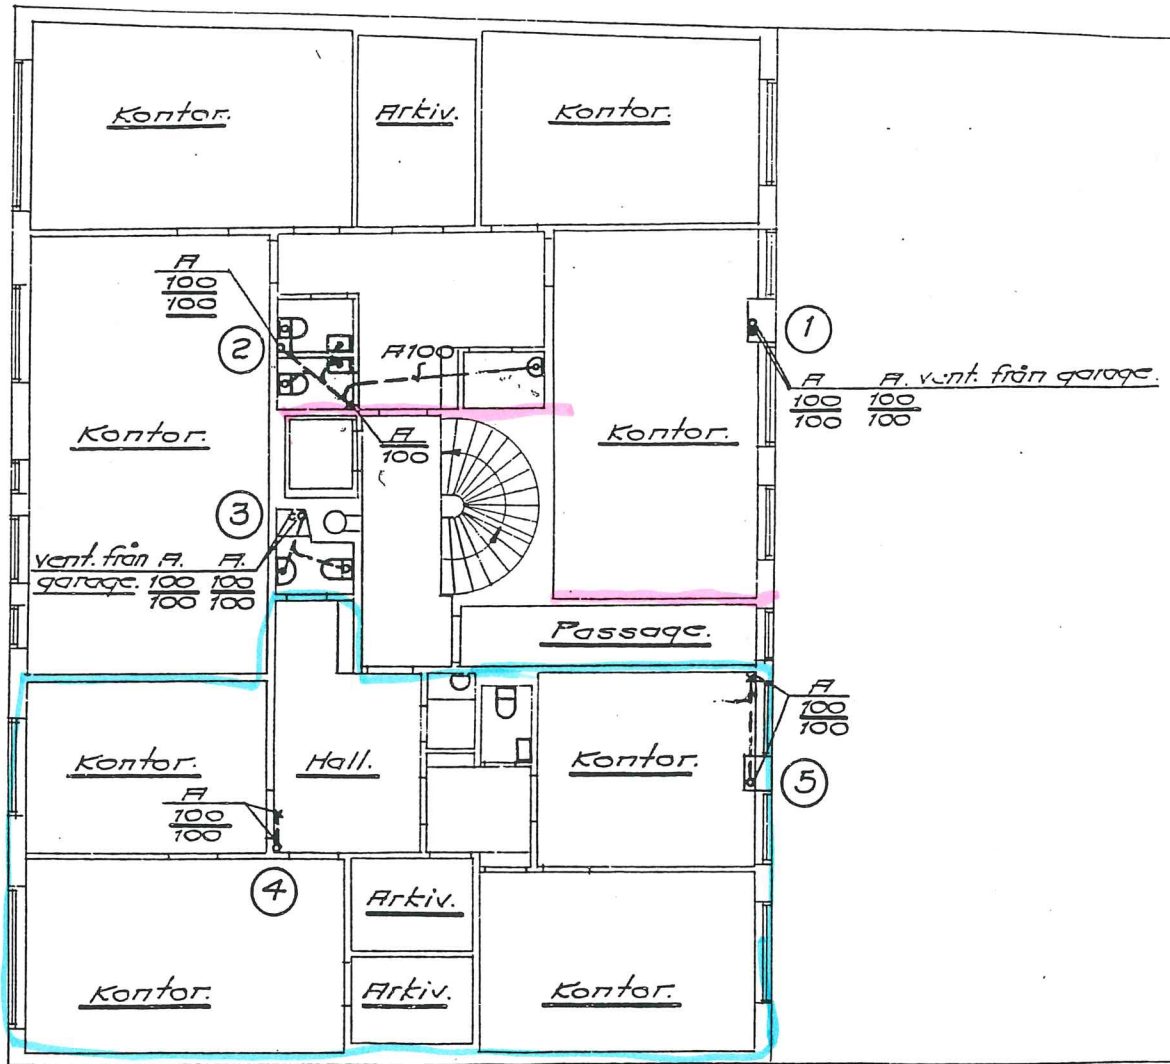 Kontor.
Arkiv.
Kontor.
A
100
100
2
A100
1
A A. vent. från garage.
100 100
100 100
Kontor.
A
100
Kontor.
3
vent. från A. A.
garage. 100 100
100 100
Passage.
A
100
100
Kontor.
Hall.
Kontor.
5
A
100
100
4
Arkiv.
Kontor.
Arkiv.
Kontor.